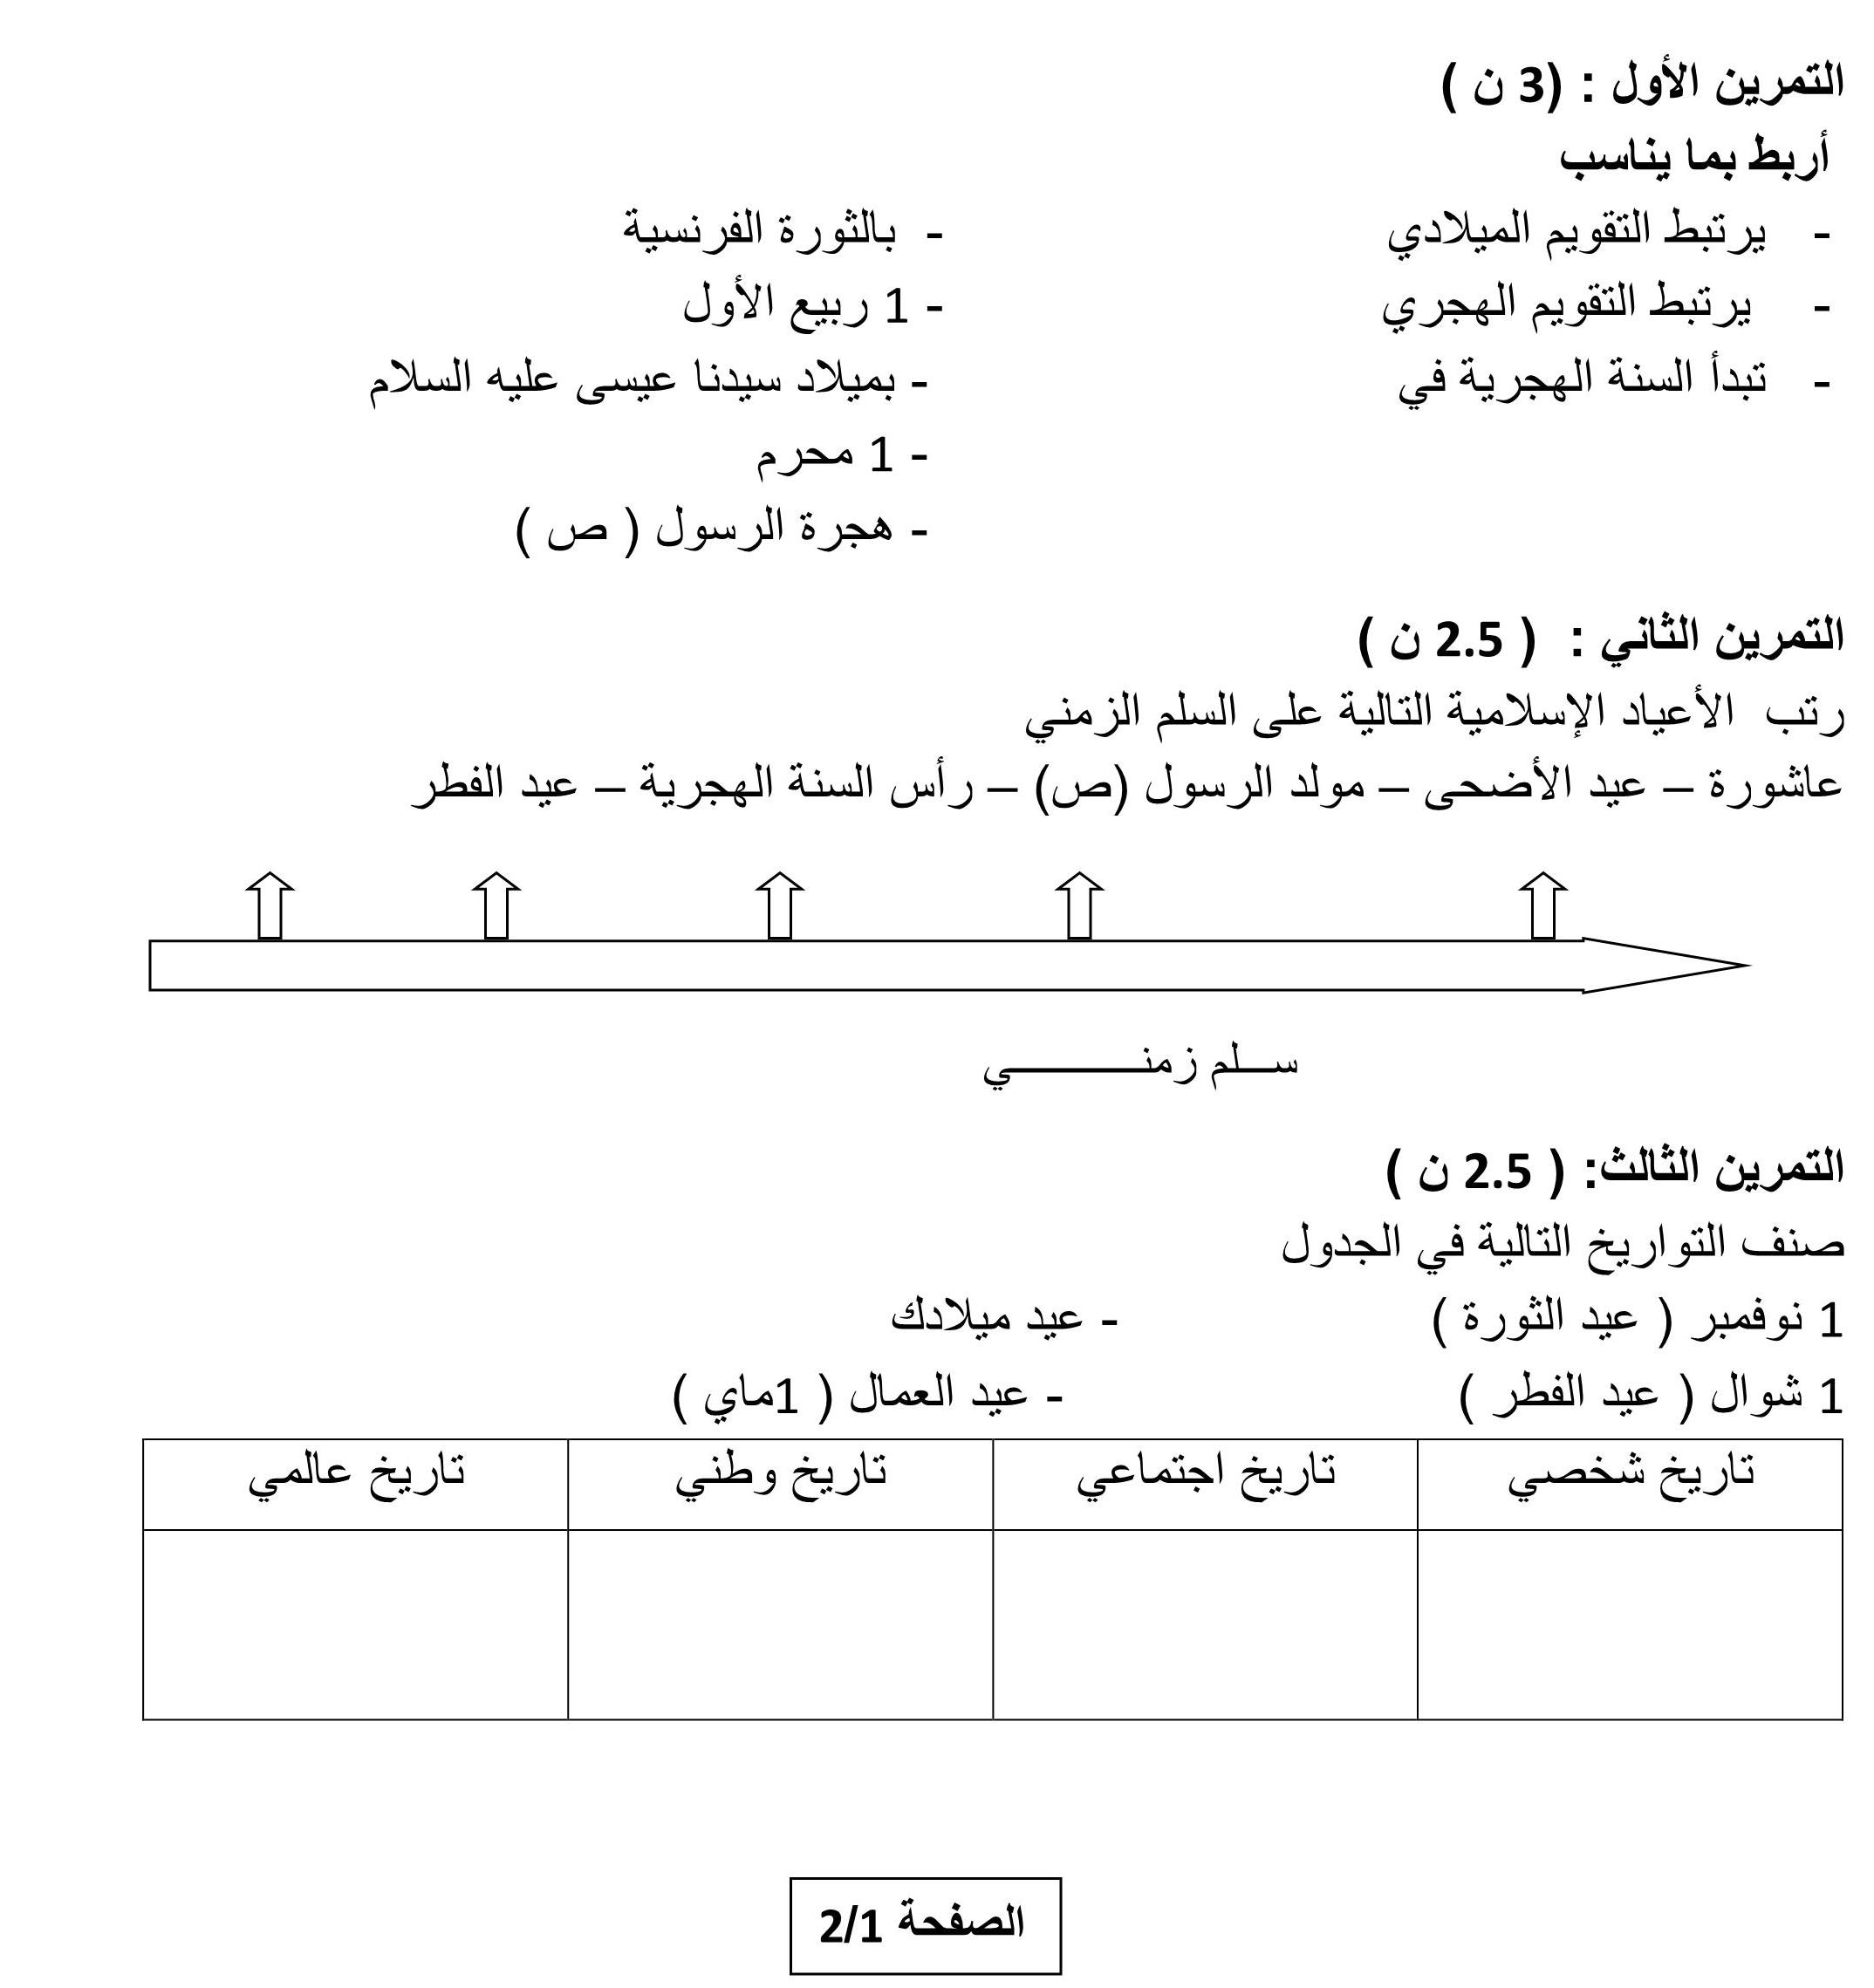 التمرين الأول : (3 ن )
أربط بما يناسب
- يرتبط التقويم الميلادي - بالثورة الفرنسية
- يرتبط التقويم الهجري - 1 ربيع الأول
- تبدأ السنة الهجرية في - بميلاد سيدنا عيسى عليه السلام
- 1 محرم
- هجرة الرسول ( ص )
التمرين الثاني : ( 2.5 ن )
رتب الأعياد الإسلامية التالية على السلم الزمني
عاشورة – عيد الأضحى – مولد الرسول (ص) – رأس السنة الهجرية – عيد الفطر
ســلم زمنـــــــــي
التمرين الثالث: ( 2.5 ن )
صنف التواريخ التالية في الجدول
1 نوفمبر ( عيد الثورة ) - عيد ميلادك
1 شوال ( عيد الفطر ) - عيد العمال ( 1ماي )
تاريخ شخصي تاريخ اجتماعي تاريخ وطني تاريخ عالمي
الصفحة 2/1